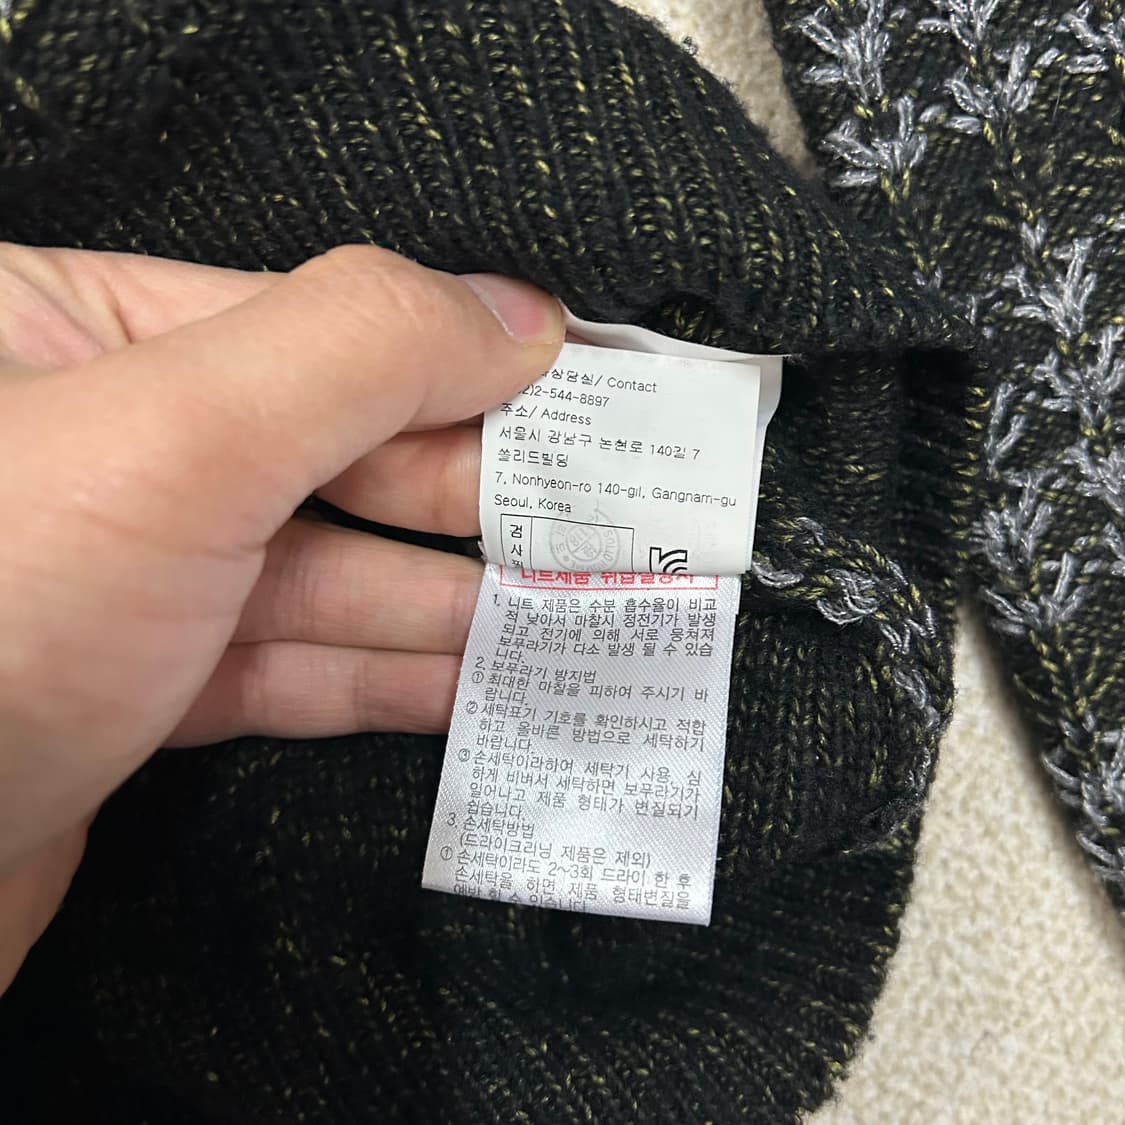 상담실/ Contact
2)2-544-8897
주소/ Address
서울시 강남구 논현로 140길 7
쏠리드빌딩
7, Nonhyeon-ro 140-gil, Gangnam-gu
Seoul, Korea
검
사
니트제품 취급설명서
1. 니트 제품은 수분 흡수율이 비교
적 낮아서 마찰시 정전기가 발생
되고 전기에 의해 서로 뭉쳐져
보푸라기가 다소 발생 될 수 있습
니다.
2. 보푸라기 방지법
① 최대한 마찰을 피하여 주시기 바
랍니다.
② 세탁표기 기호를 확인하시고 적합
하고 올바른 방법으로 세탁하기
바랍니다.
③ 손세탁이라하여 세탁기 사용, 심
하게 비벼서 세탁하면 보푸라기가
일어나고 제품 형태가 변질되기
쉽습니다.
3. 손세탁방법
(드라이크리닝 제품은 제외)
① 손세탁이라도 2~3회 드라이 한 후
손세탁을 하면 제품 형태변질을
예방 할 수 있습니다.